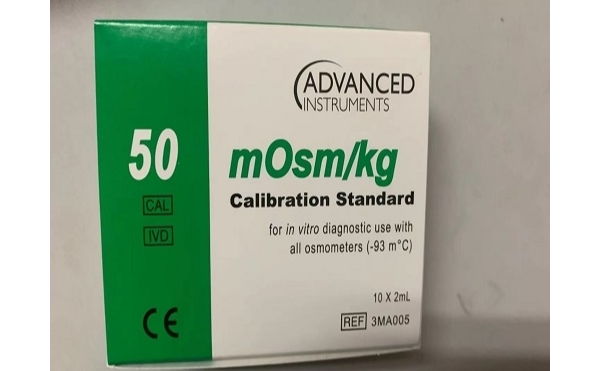 ADVANCED
INSTRUMENTS
50 mOsm/kg
CAL
Calibration Standard
IVD
for in vitro diagnostic use with
all osmometers (-93 m°C)
10 X 2mL
CE
REF 3MA005